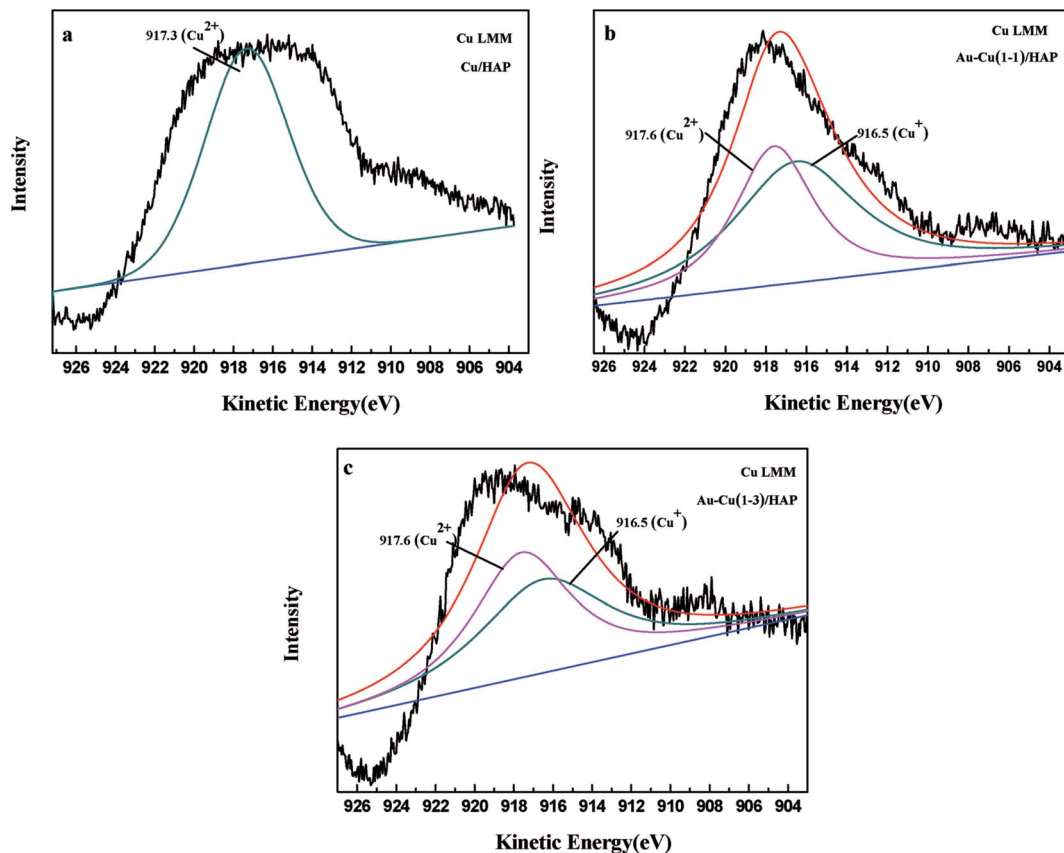 a
917.3 (Cu2+)
Cu LMM
Cu/HAP
Intensity
926 924 922 920 918 916 914 912 910 908 906 904
Kinetic Energy(eV)
b
Cu LMM
Au-Cu(1-1)/HAP
917.6 (Cu2+)
916.5 (Cu+)
Intensity
926 924 922 920 918 916 914 912 910 908 906 904
Kinetic Energy(eV)
c
Cu LMM
Au-Cu(1-3)/HAP
917.6 (Cu2+)
916.5 (Cu+)
Intensity
926 924 922 920 918 916 914 912 910 908 906 904
Kinetic Energy(eV)